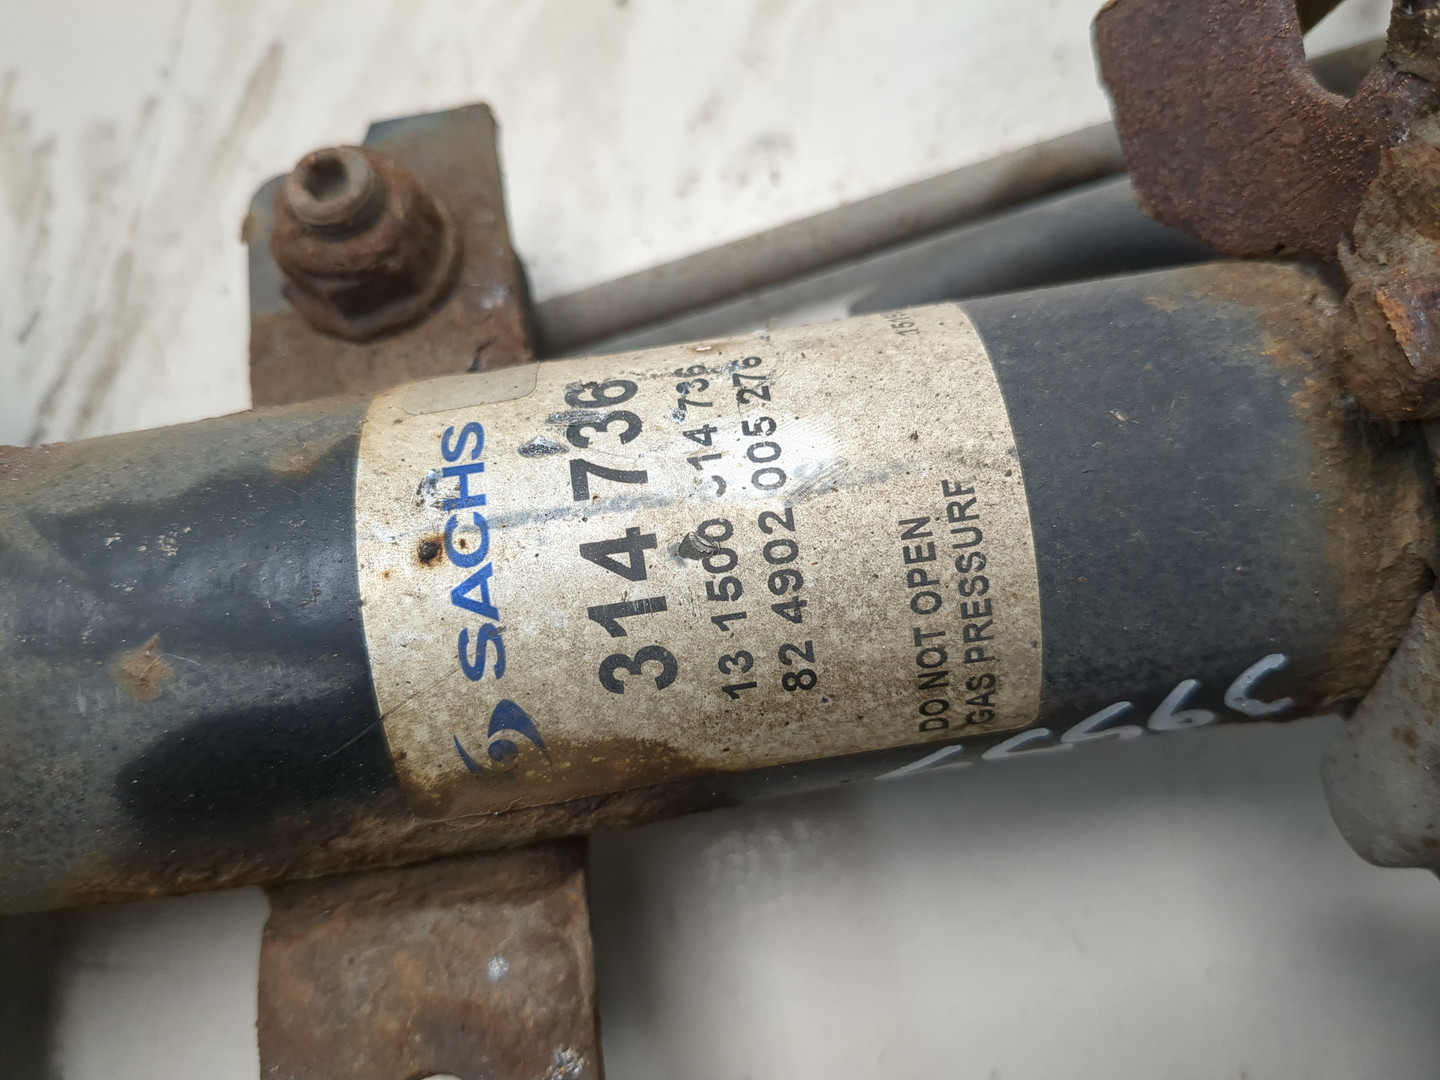 SACHS
314 736
13 1500 314 736
82 4902 005 276
DO NOT OPEN
GAS PRESSURE